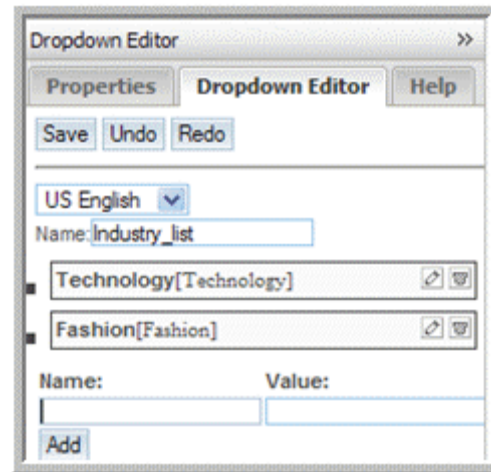 Dropdown Editor »
Properties Dropdown Editor Help
Save Undo Redo
US English
Name: Industry_list
Technology[Technology]
Fashion[Fashion]
Name: Value:
Add